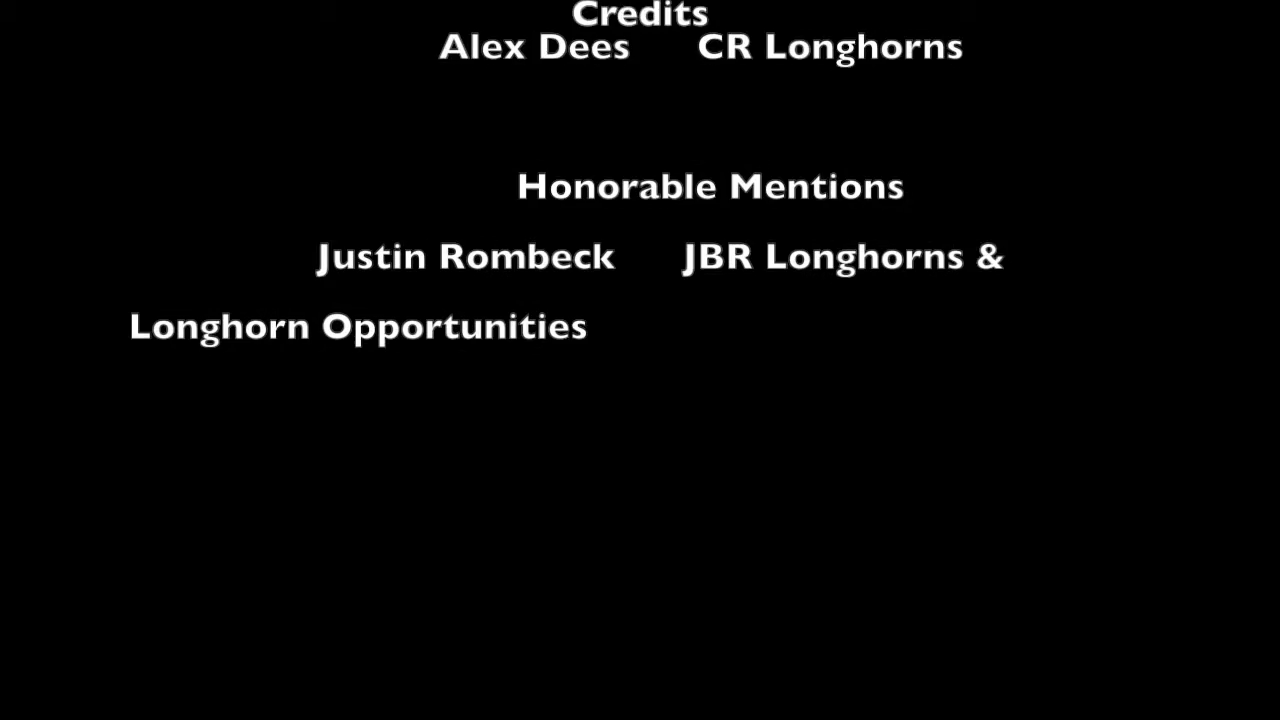 Credits
Alex Dees CR Longhorns
Honorable Mentions
Justin Rombeck JBR Longhorns &
Longhorn Opportunities